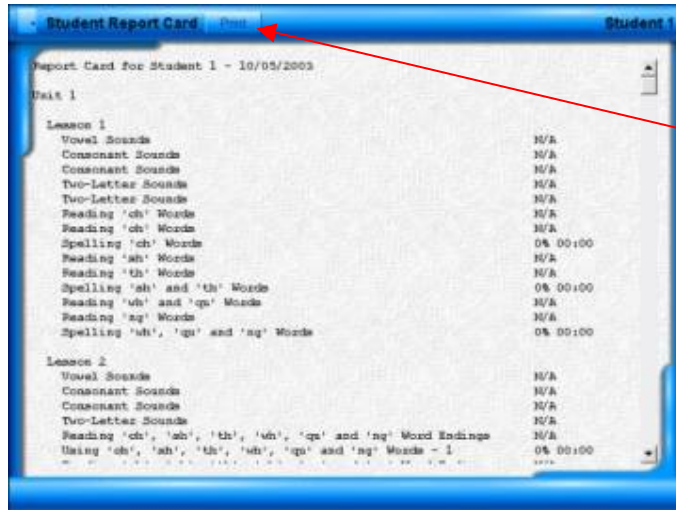 Student Report Card Print Student 1
Report Card for Student 1 - 10/05/2003
Unit 1
Lesson 1
Vowel Sounds N/A
Consonant Sounds N/A
Consonant Sounds N/A
Two-Letter Sounds N/A
Two-Letter Sounds N/A
Reading 'ch' Words N/A
Reading 'ch' Words N/A
Spelling 'ch' Words 0% 00:00
Reading 'sh' Words N/A
Reading 'th' Words N/A
Spelling 'sh' and 'th' Words 0% 00:00
Reading 'wh' and 'qu' Words N/A
Reading 'ng' Words N/A
Spelling 'wh', 'qu' and 'ng' Words 0% 00:00
Lesson 2
Vowel Sounds N/A
Consonant Sounds N/A
Consonant Sounds N/A
Two-Letter Sounds N/A
Reading 'ch', 'sh', 'th', 'wh', 'qu' and 'ng' Word Endings N/A
Using 'ch', 'sh', 'th', 'wh', 'qu' and 'ng' Words - 1 0% 00:00